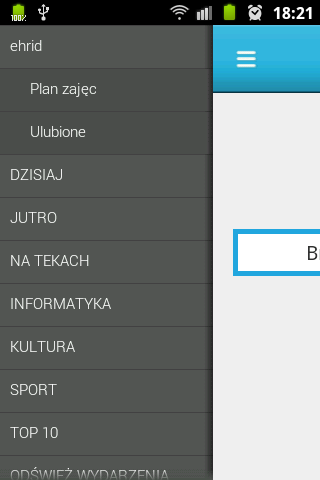 100%
18:21
ehrid
Plan zajęc
Ulubione
DZISIAJ
JUTRO
NA TEKACH
INFORMATYKA
KULTURA
SPORT
TOP 10
ODŚWIEŻ WYDARZENIA